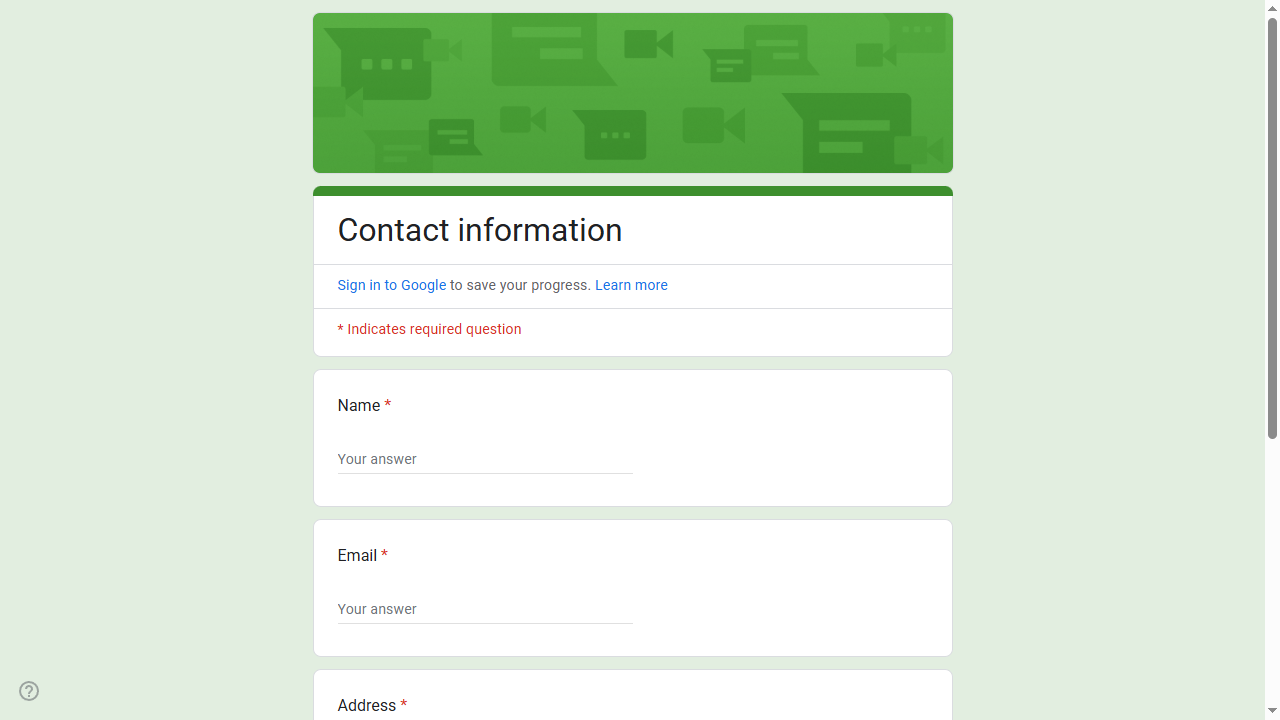 Contact information
Sign in to Google to save your progress. Learn more
* Indicates required question
Name *
Your answer
Email *
Your answer
Address *